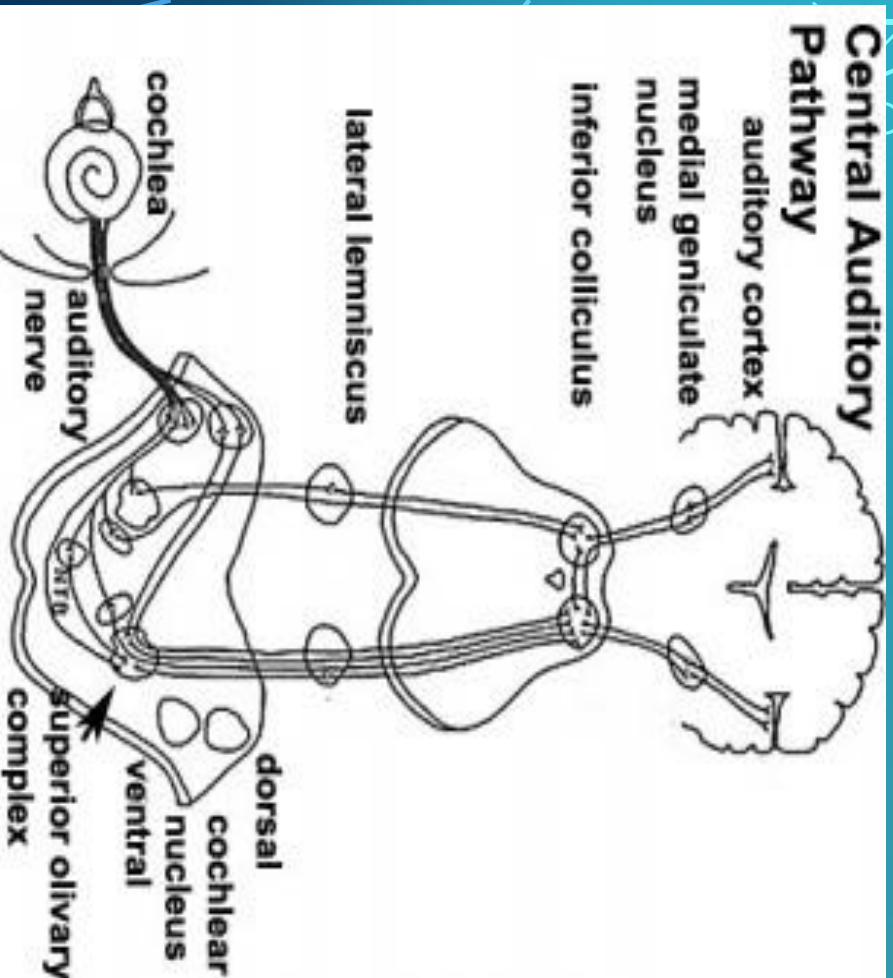 Central Auditory
Pathway
auditory cortex
medial geniculate
nucleus
inferior colliculus
lateral lemniscus
cochlea
auditory
nerve
dorsal
cochlear
nucleus
ventral
superior olivary
complex